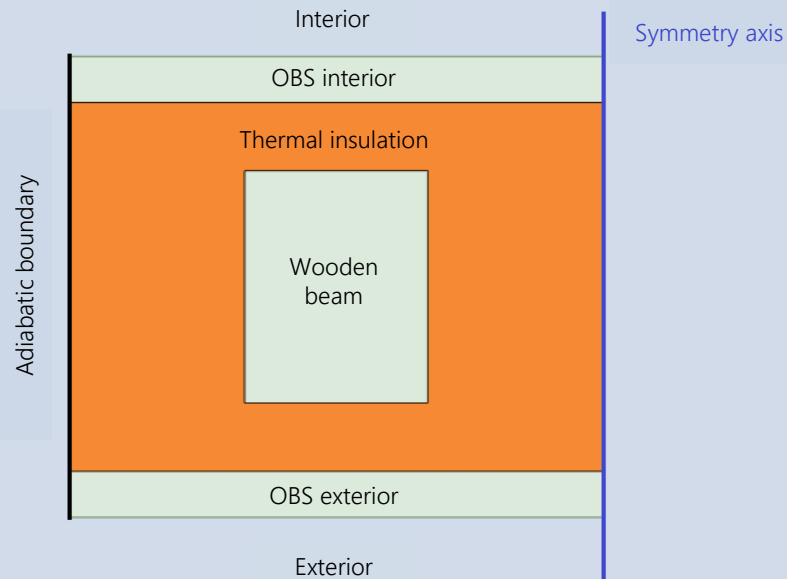 Interior
Symmetry axis
OBS interior
Thermal insulation
Adiabatic boundary
Wooden
beam
OBS exterior
Exterior